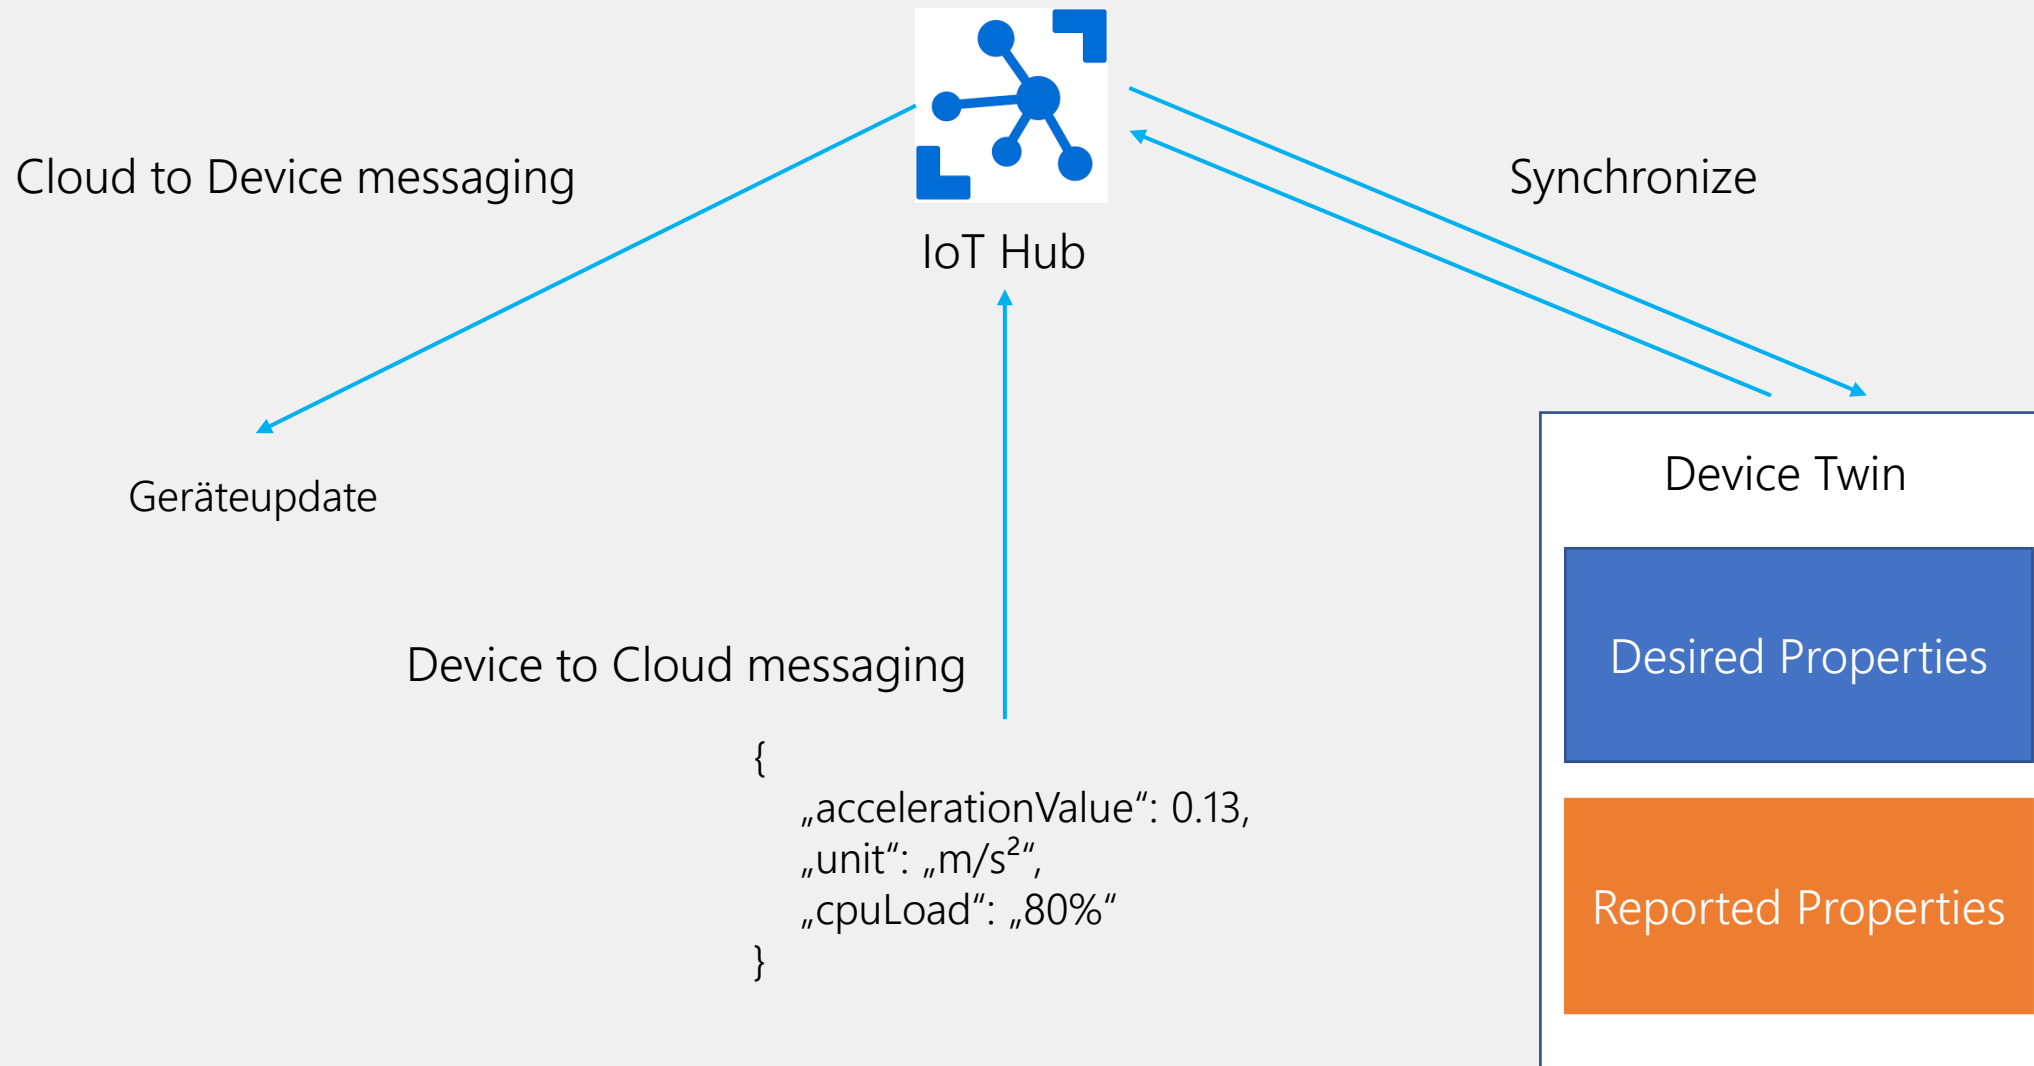 Cloud to Device messaging
Synchronize
IoT Hub
Geräteupdate
Device Twin
Desired Properties
Device to Cloud messaging
{
„accelerationValue“: 0.13,
„unit“: „m/s²“,
„cpuLoad“: „80%“
}
Reported Properties